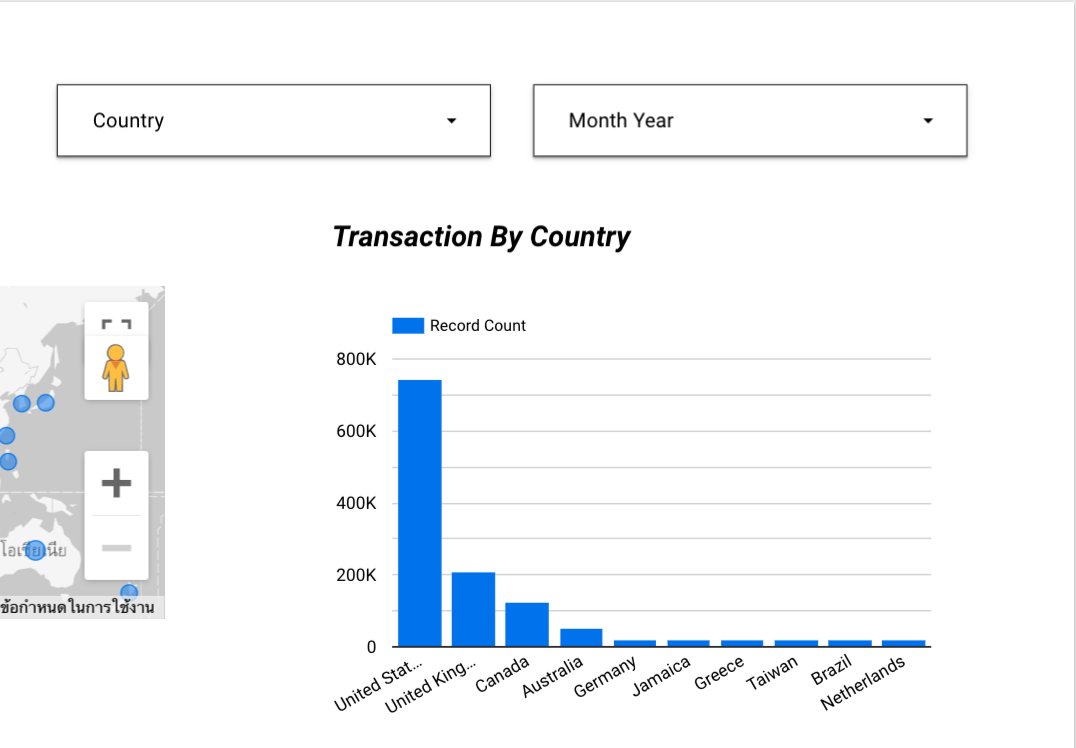 Country
Month Year
Transaction By Country
Record Count
800K
600K
400K
200K
0
United Stat...
United King...
Canada
Australia
Germany
Jamaica
Greece
Taiwan
Brazil
Netherlands
โอเชียเนีย
ข้อกำหนดในการใช้งาน